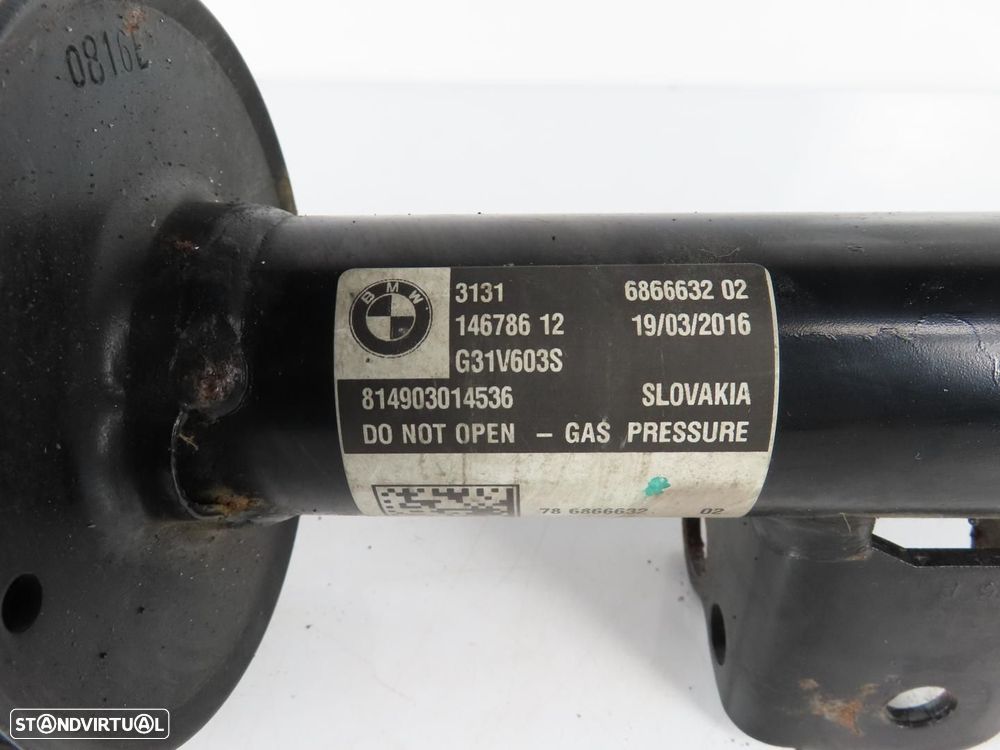 0816E
BMW
3131 6866632 02
146786 12 19/03/2016
G31V603S
814903014536 SLOVAKIA
DO NOT OPEN – GAS PRESSURE
78 6866632 02
STANDVIRTUAL